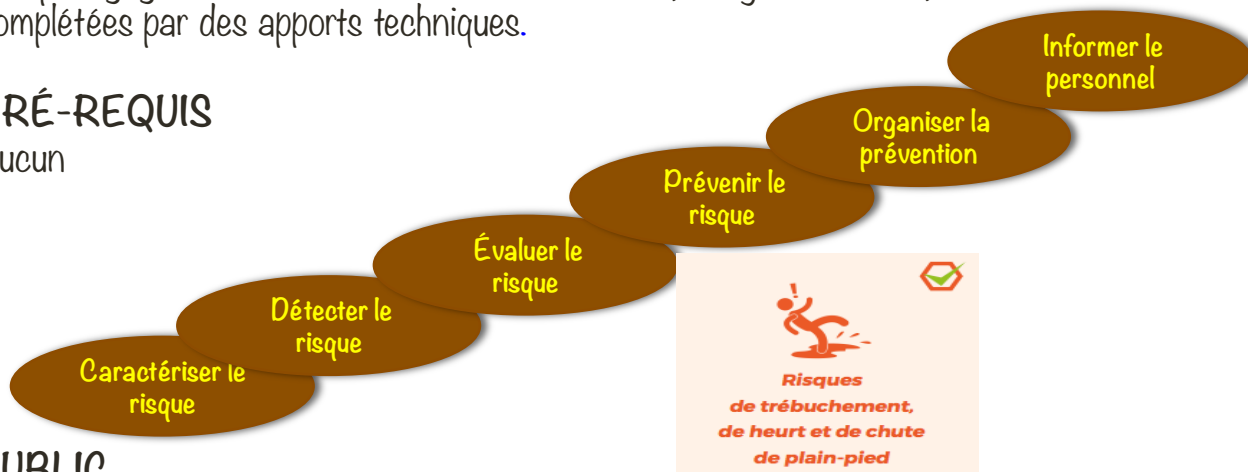 omplétées par des apports techniques.
RÉ-REQUIS
ucun
Informer le
personnel
Organiser la
prévention
Prévenir le
risque
Évaluer le
risque
Détecter le
risque
Caractériser le
risque
Risques
de trébuchement,
de heurt et de chute
de plain-pied